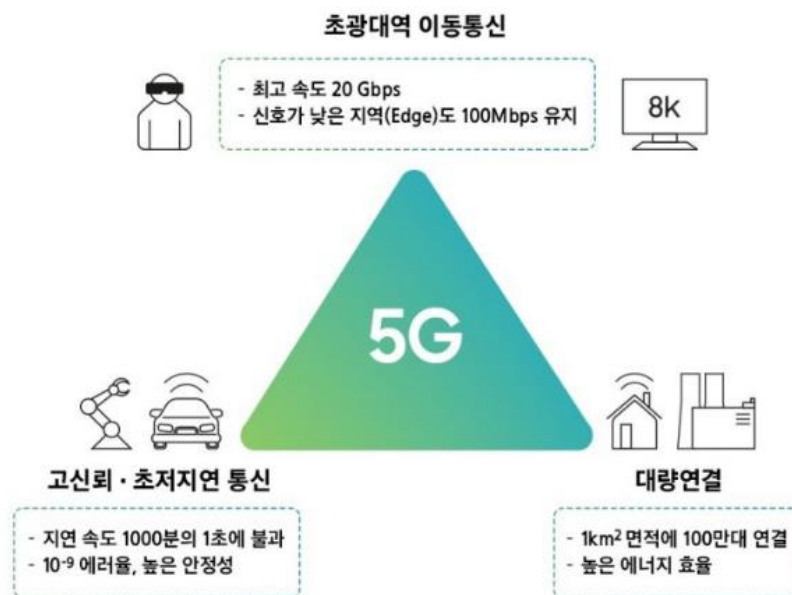 초광대역 이동통신
- 최고 속도 20 Gbps
- 신호가 낮은 지역(Edge)도 100Mbps 유지
8k
5G
고신뢰 · 초저지연 통신
- 지연 속도 1000분의 1초에 불과
- 10⁻⁹ 에러율, 높은 안정성
대량연결
- 1km² 면적에 100만대 연결
- 높은 에너지 효율